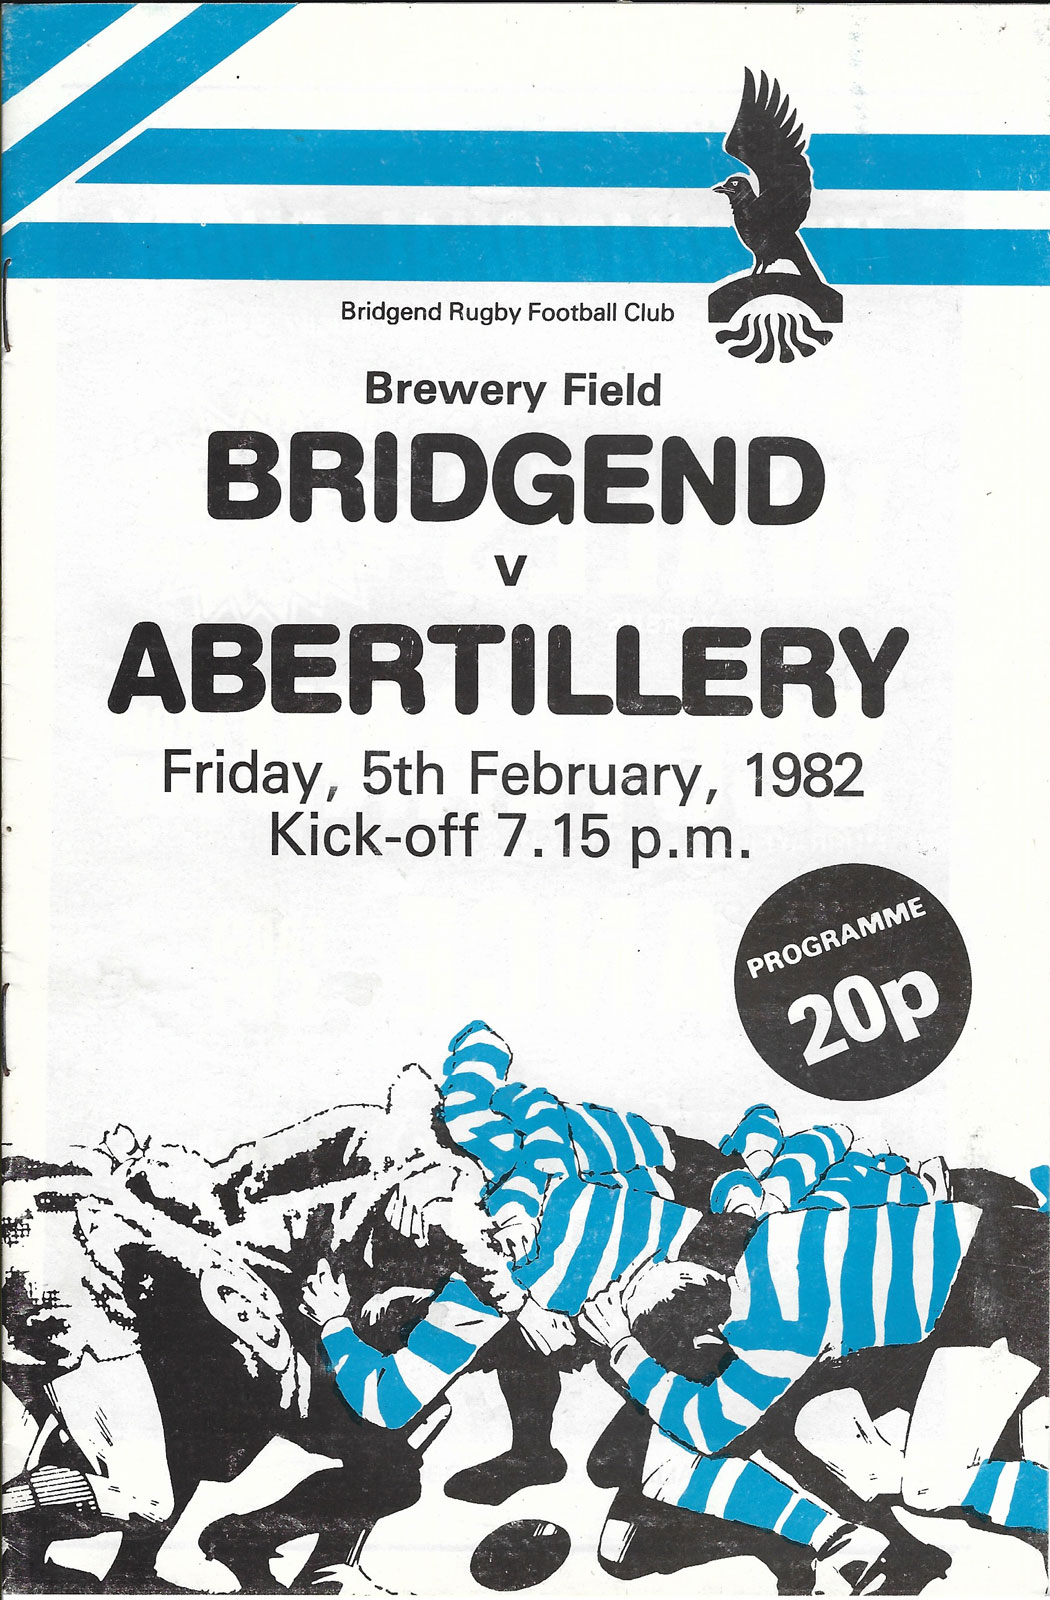 Bridgend Rugby Football Club
Brewery Field
BRIDGEND
v
ABERTILLERY
Friday, 5th February, 1982
Kick-off 7.15 p.m.
PROGRAMME
20p